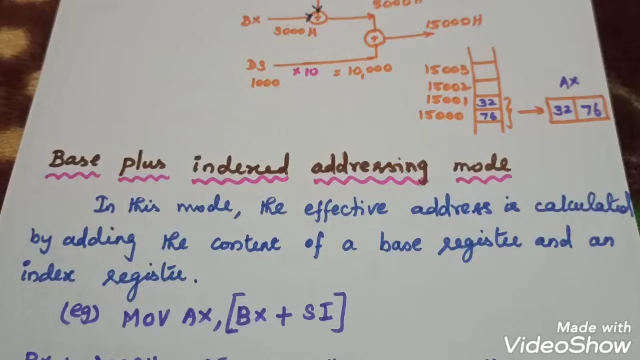 5000H
BX
3000H
15000H
DS
1000
×10 = 10,000
15003
15002
15001 32
15000 76
AX
32 76
Base plus indexed addressing mode
In this mode, the effective address is calculated
by adding the content of a base register and an
index register.
(eg) MOV AX, [BX + SI]
Made with
VideoShow